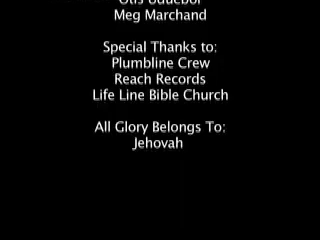 Meg Marchand
Special Thanks to:
Plumbline Crew
Reach Records
Life Line Bible Church
All Glory Belongs To:
Jehovah